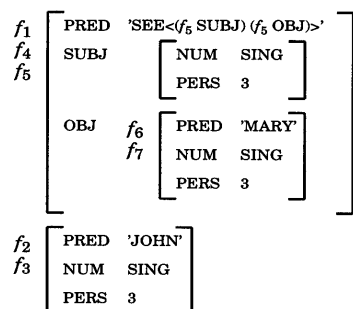 f1 PRED 'SEE<(f5 SUBJ) (f5 OBJ)>'
f4 SUBJ NUM SING
f5 PERS 3
OBJ f6 PRED 'MARY'
f7 NUM SING
PERS 3
f2 PRED 'JOHN'
f3 NUM SING
PERS 3